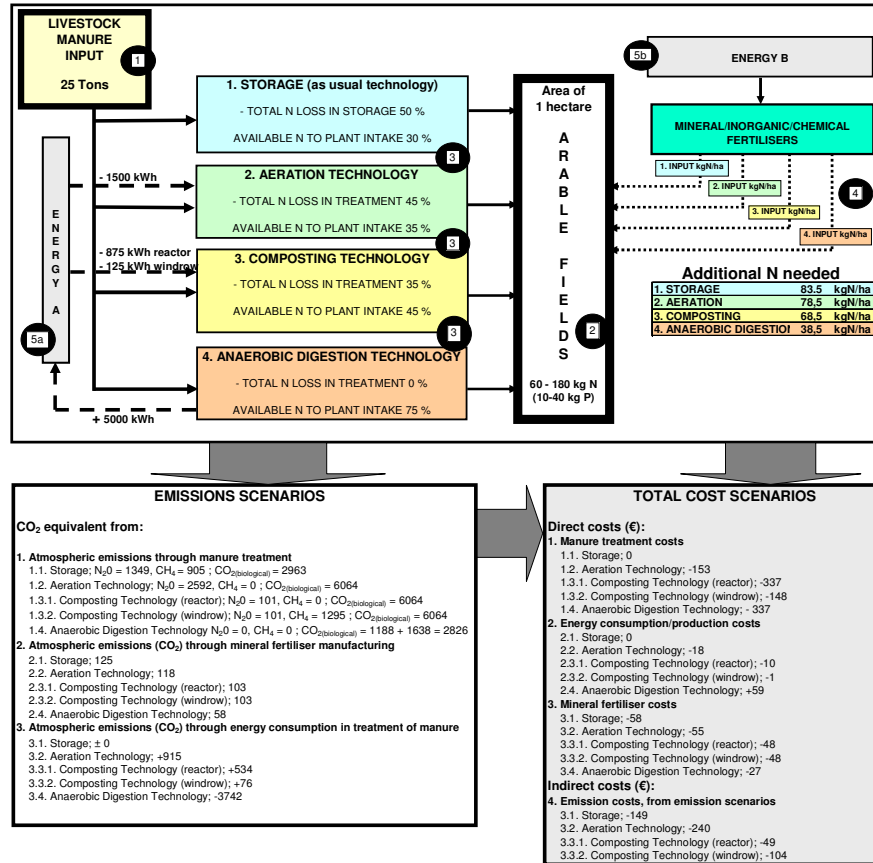 LIVESTOCK
MANURE
INPUT
25 Tons
1
1. STORAGE (as usual technology)
- TOTAL N LOSS IN STORAGE 50 %
AVAILABLE N TO PLANT INTAKE 30 %
3
- 1500 kWh
2. AERATION TECHNOLOGY
- TOTAL N LOSS IN TREATMENT 45 %
AVAILABLE N TO PLANT INTAKE 35 %
3
- 875 kWh reactor
- 125 kWh windrow
3. COMPOSTING TECHNOLOGY
- TOTAL N LOSS IN TREATMENT 35 %
AVAILABLE N TO PLANT INTAKE 45 %
3
4. ANAEROBIC DIGESTION TECHNOLOGY
- TOTAL N LOSS IN TREATMENT 0 %
AVAILABLE N TO PLANT INTAKE 75 %
+ 5000 kWh
ENERGY A
5a
Area of
1 hectare
ARABLE FIELDS
2
60 - 180 kg N
(10-40 kg P)
5b
ENERGY B
MINERAL/INORGANIC/CHEMICAL
FERTILISERS
1. INPUT kgN/ha
2. INPUT kgN/ha
3. INPUT kgN/ha
4. INPUT kgN/ha
4
Additional N needed
1. STORAGE 83.5 kgN/ha
2. AERATION 78,5 kgN/ha
3. COMPOSTING 68,5 kgN/ha
4. ANAEROBIC DIGESTIOI 38,5 kgN/ha
EMISSIONS SCENARIOS
CO₂ equivalent from:
1. Atmospheric emissions through manure treatment
1.1. Storage; N₂0 = 1349, CH₄ = 905 ; CO₂(biological) = 2963
1.2. Aeration Technology; N₂0 = 2592, CH₄ = 0 ; CO₂(biological) = 6064
1.3.1. Composting Technology (reactor); N₂0 = 101, CH₄ = 0 ; CO₂(biological) = 6064
1.3.2. Composting Technology (windrow); N₂0 = 101, CH₄ = 1295 ; CO₂(biological) = 6064
1.4. Anaerobic Digestion Technology N₂0 = 0, CH₄ = 0 ; CO₂(biological) = 1188 + 1638 = 2826
2. Atmospheric emissions (CO₂) through mineral fertiliser manufacturing
2.1. Storage; 125
2.2. Aeration Technology; 118
2.3.1. Composting Technology (reactor); 103
2.3.2. Composting Technology (windrow); 103
2.4. Anaerobic Digestion Technology; 58
3. Atmospheric emissions (CO₂) through energy consumption in treatment of manure
3.1. Storage; ± 0
3.2. Aeration Technology; +915
3.3.1. Composting Technology (reactor); +534
3.3.2. Composting Technology (windrow); +76
3.4. Anaerobic Digestion Technology; -3742
TOTAL COST SCENARIOS
Direct costs (€):
1. Manure treatment costs
1.1. Storage; 0
1.2. Aeration Technology; -153
1.3.1. Composting Technology (reactor); -337
1.3.2. Composting Technology (windrow); -148
1.4. Anaerobic Digestion Technology; - 337
2. Energy consumption/production costs
2.1. Storage; 0
2.2. Aeration Technology; -18
2.3.1. Composting Technology (reactor); -10
2.3.2. Composting Technology (windrow); -1
2.4. Anaerobic Digestion Technology; +59
3. Mineral fertiliser costs
3.1. Storage; -58
3.2. Aeration Technology; -55
3.3.1. Composting Technology (reactor); -48
3.3.2. Composting Technology (windrow); -48
3.4. Anaerobic Digestion Technology; -27
Indirect costs (€):
4. Emission costs, from emission scenarios
3.1. Storage; -149
3.2. Aeration Technology; -240
3.3.1. Composting Technology (reactor); -49
3.3.2. Composting Technology (windrow); -104